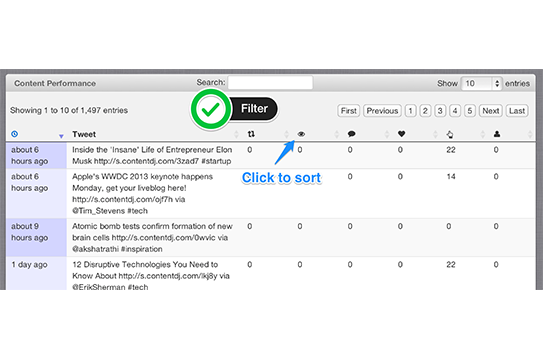 Content Performance
Search:
Show 10 entries
Showing 1 to 10 of 1,497 entries
Filter
First Previous 1 2 3 4 5 Next Last
Tweet
Click to sort
about 6 hours ago
Inside the 'Insane' Life of Entrepreneur Elon
Musk http://s.contentdj.com/3zad7 #startup
0 0 0 0 22 0
about 6 hours ago
Apple's WWDC 2013 keynote happens
Monday, get your liveblog here!
http://s.contentdj.com/ojf7h via
@Tim_Stevens #tech
0 0 0 0 14 0
about 9 hours ago
Atomic bomb tests confirm formation of new
brain cells http://s.contentdj.com/0wvic via
@akshatrathi #inspiration
0 0 0 0 0 0
1 day ago
12 Disruptive Technologies You Need to
Know About http://s.contentdj.com/lkj8y via
@ErikSherman #tech
0 0 0 0 22 0